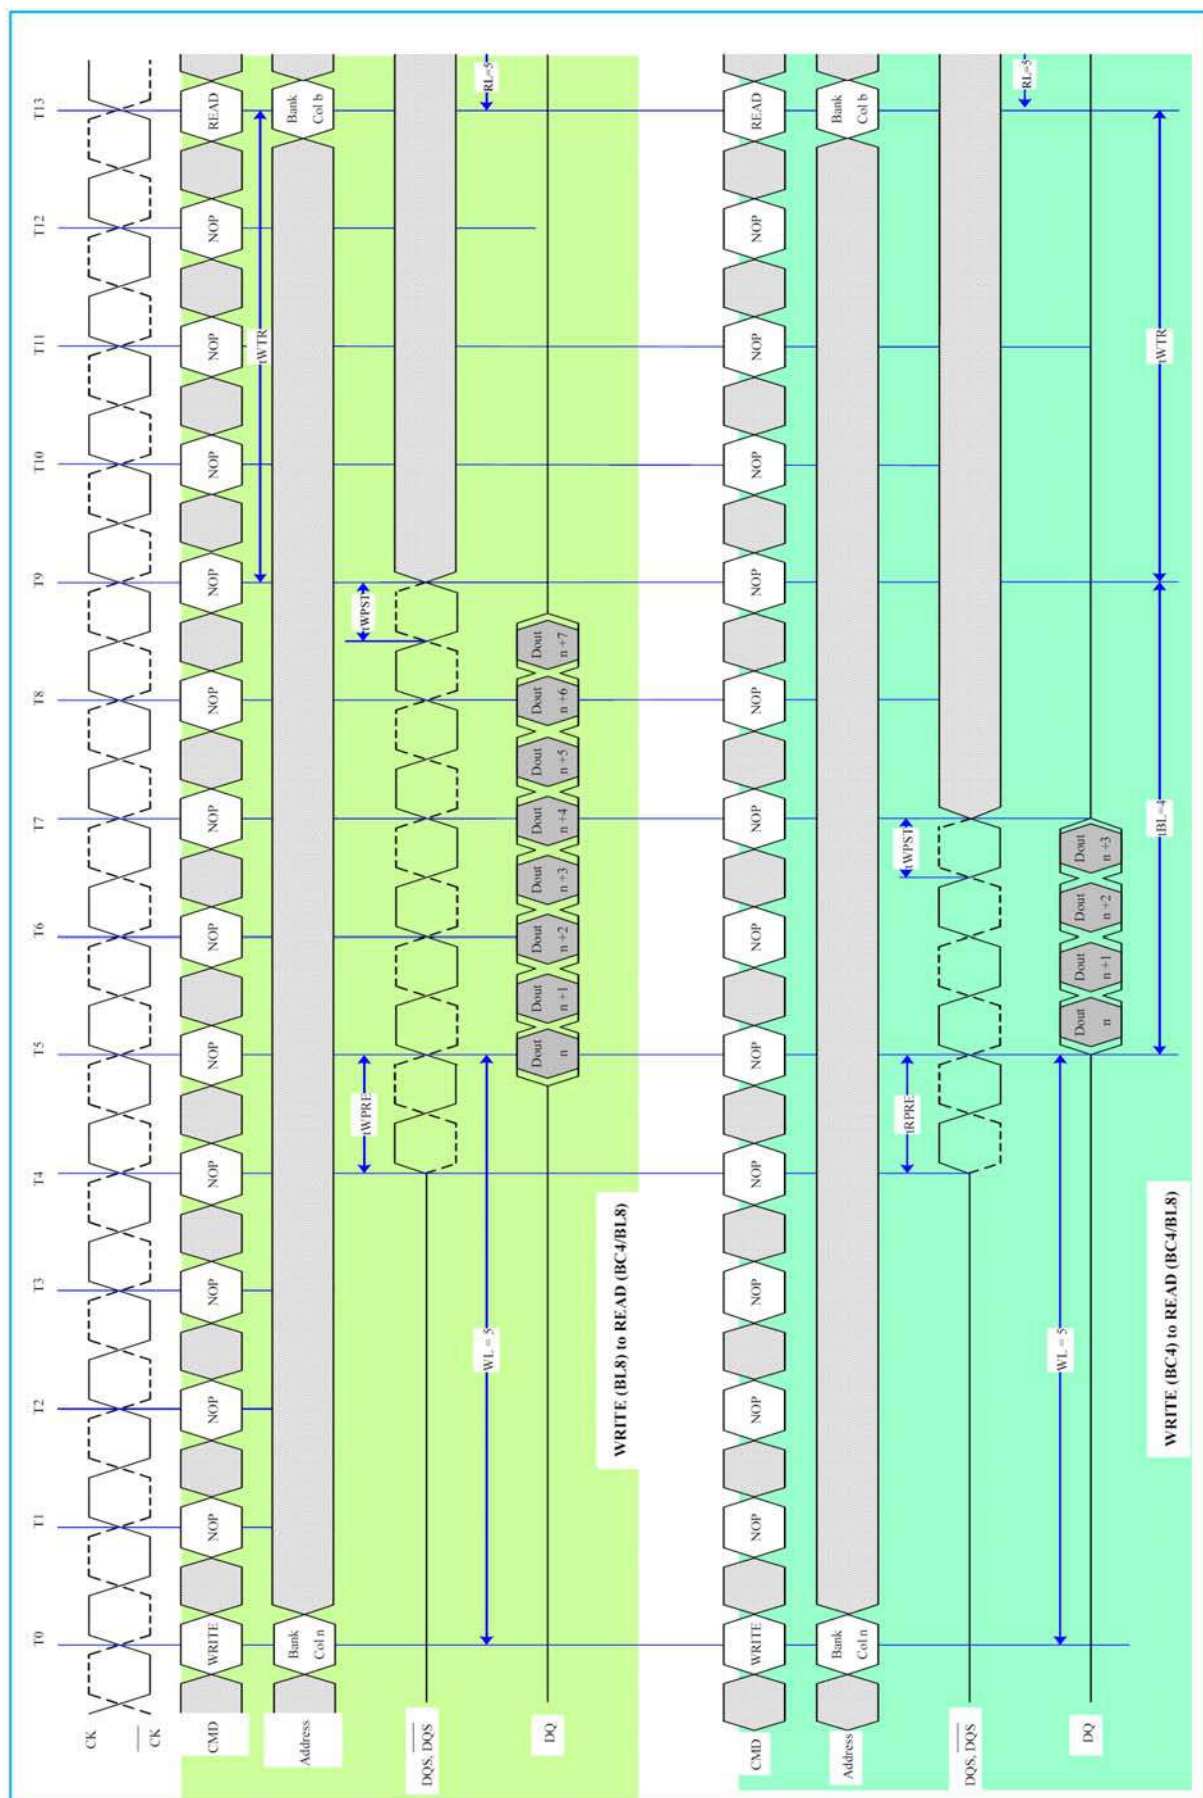 T0 T1 T2 T3 T4 T5 T6 T7 T8 T9 T10 T11 T12 T13
CK
CK
CMD WRITE NOP NOP NOP NOP NOP NOP NOP NOP NOP NOP NOP NOP READ
tWTR
Address Bank Col n Bank Col b
tWPRE tWPST
DQS, DQS
WL = 5 RL=5
DQ Dout n Dout n +1 Dout n +2 Dout n +3 Dout n +4 Dout n +5 Dout n +6 Dout n +7
WRITE (BL8) to READ (BC4/BL8)
CMD WRITE NOP NOP NOP NOP NOP NOP NOP NOP NOP NOP NOP NOP READ
Address Bank Col n Bank Col b
tRPRE tWPST
DQS, DQS
RL=5
WL = 5
DQ Dout n Dout n +1 Dout n +2 Dout n +3
tBL=4 tWTR
WRITE (BC4) to READ (BC4/BL8)